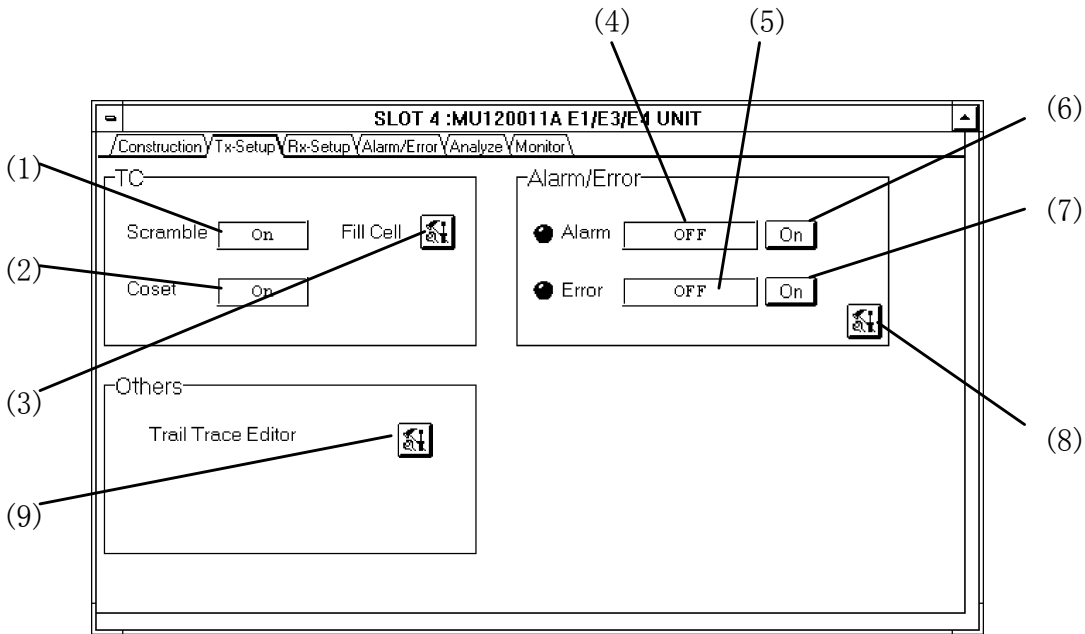 (4) (5)
SLOT 4 :MU120011A E1/E3/E4 UNIT
(6)
Construction Tx-Setup Rx-Setup Alarm/Error Analyze Monitor
(1)
TC
Alarm/Error
(7)
Scramble On Fill Cell
Alarm OFF On
(2)
Coset On
Error OFF On
(3)
Others
(8)
Trail Trace Editor
(9)